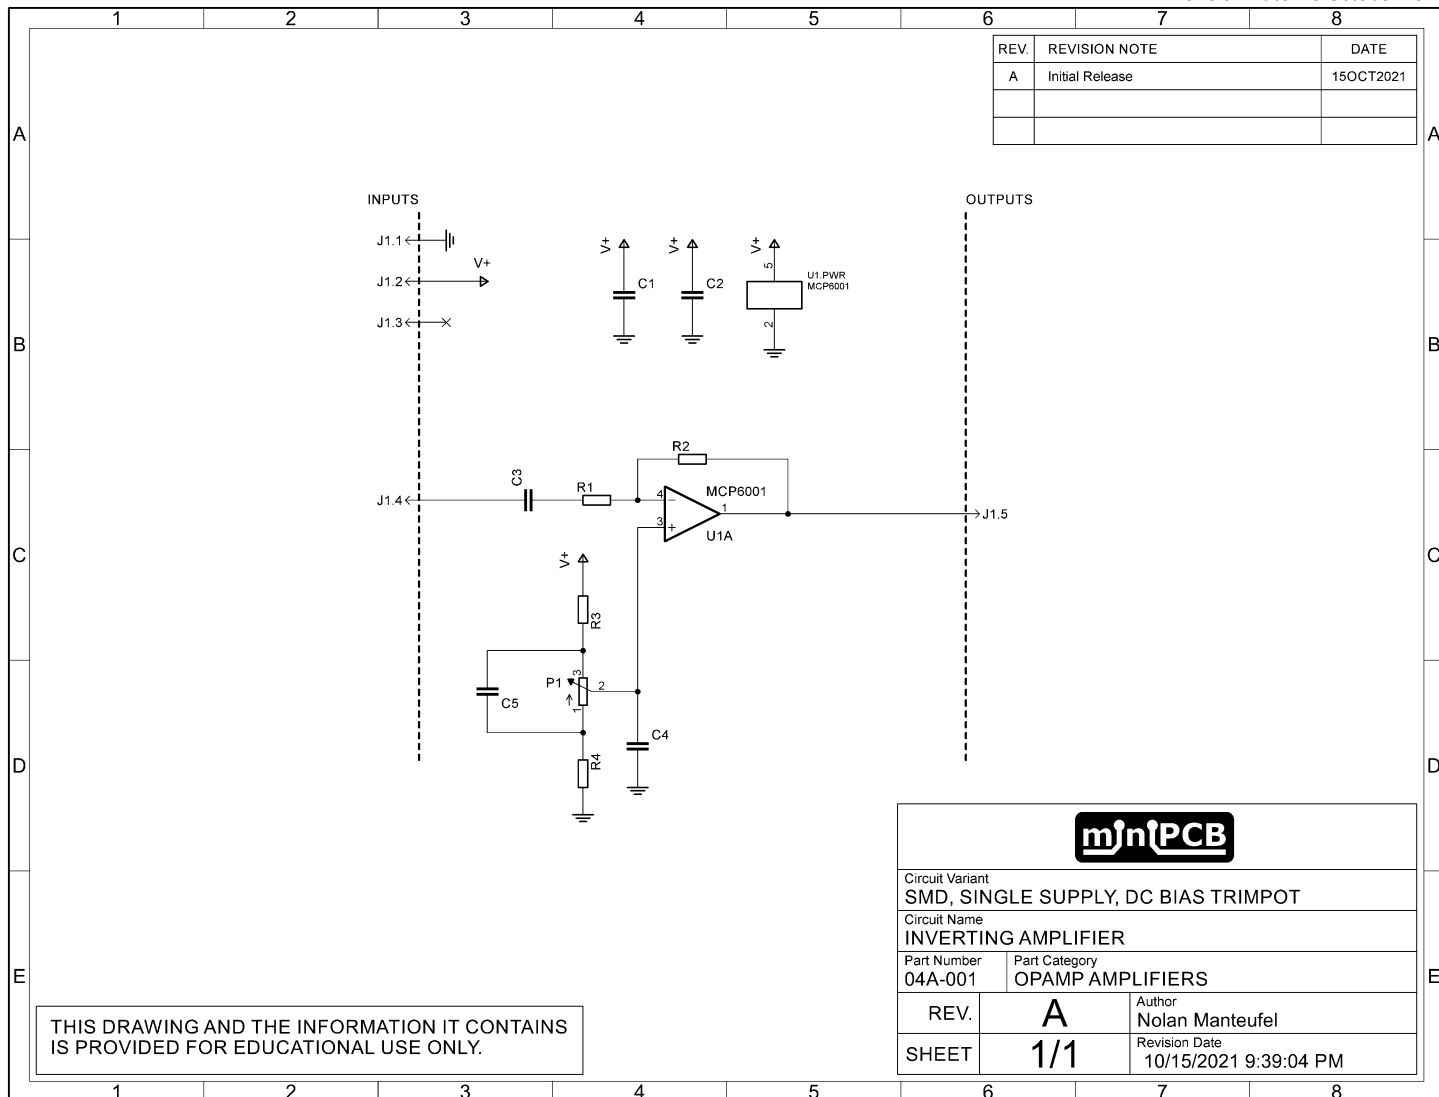 1 2 3 4 5 6 7 8
REV. REVISION NOTE DATE
A Initial Release 15OCT2021
A A
INPUTS OUTPUTS
J1.1
V+
J1.2
J1.3
V+ V+ V+
C1 C2
5
U1.PWR
MCP6001
2
B B
R2
C3
R1
J1.4
4
MCP6001
1
3
U1A
J1.5
V+
C C
R3
3
P1 2
C5
1
C4
R4
D D
Circuit Variant
SMD, SINGLE SUPPLY, DC BIAS TRIMPOT
Circuit Name
INVERTING AMPLIFIER
Part Number Part Category
04A-001 OPAMP AMPLIFIERS
REV. A Author
Nolan Manteufel
SHEET 1/1 Revision Date
10/15/2021 9:39:04 PM
miniPCB
E E
THIS DRAWING AND THE INFORMATION IT CONTAINS
IS PROVIDED FOR EDUCATIONAL USE ONLY.
1 2 3 4 5 6 7 8